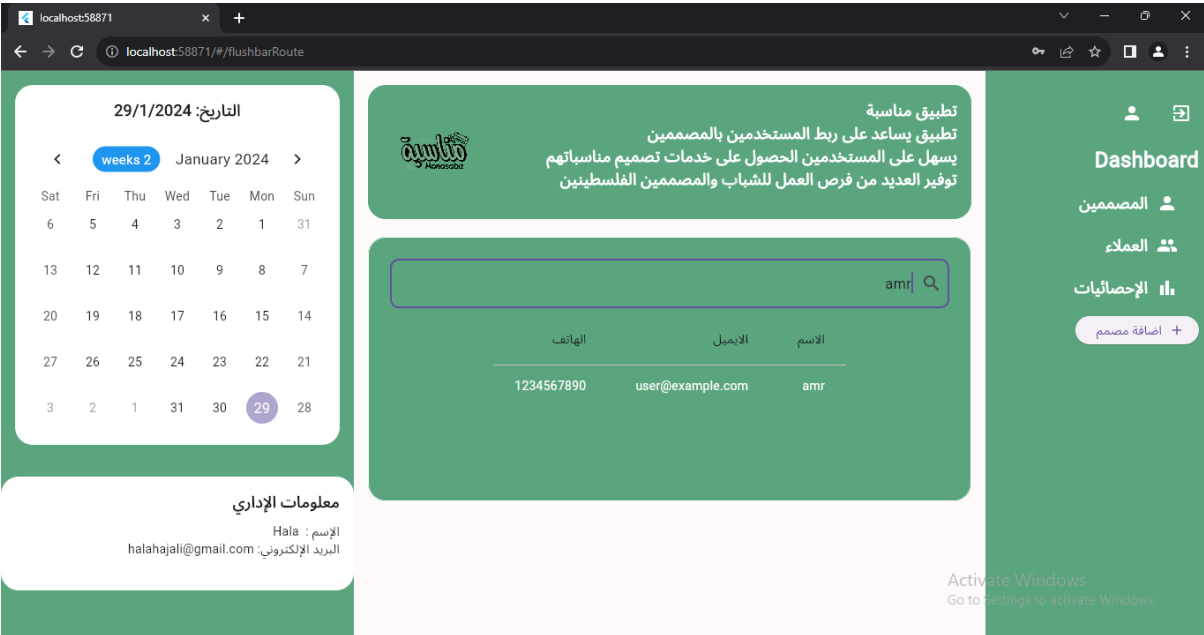 localhost:58871
localhost:58871/#/flushbarRoute
Dashboard
المصممين
العملاء
الإحصائيات
+ اضافة مصمم
تطبيق مناسبة
تطبيق يساعد على ربط المستخدمين بالمصممين
يسهل على المستخدمين الحصول على خدمات تصميم مناسباتهم
توفير العديد من فرص العمل للشباب والمصممين الفلسطينين
مناسبة
Monasaba
amr
الاسم الايميل الهاتف
amr user@example.com 1234567890
التاريخ: 29/1/2024
weeks 2 January 2024
Sat Fri Thu Wed Tue Mon Sun
6 5 4 3 2 1 31
13 12 11 10 9 8 7
20 19 18 17 16 15 14
27 26 25 24 23 22 21
3 2 1 31 30 29 28
معلومات الإداري
الإسم : Hala
البريد الإلكتروني: halahajali@gmail.com
Activate Windows
Go to Settings to activate Windows.